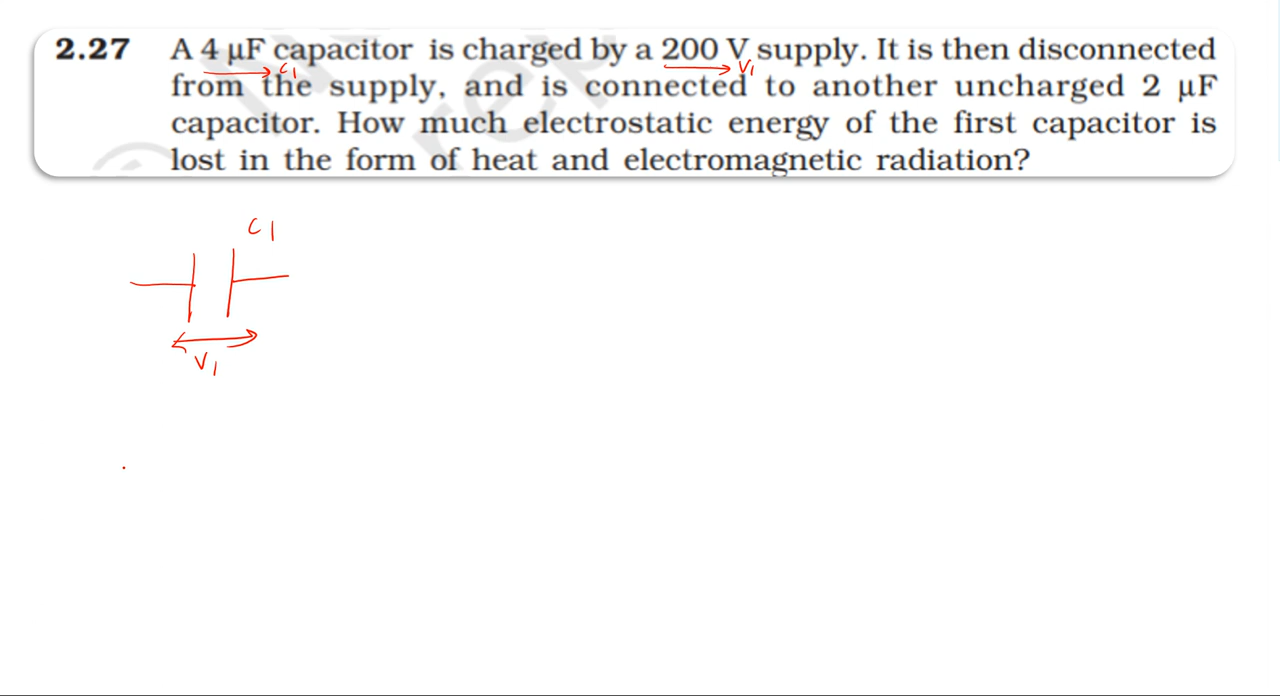 2.27 A 4 μF capacitor is charged by a 200 V supply. It is then disconnected
C1 V1
from the supply, and is connected to another uncharged 2 μF
capacitor. How much electrostatic energy of the first capacitor is
lost in the form of heat and electromagnetic radiation?
C1
V1